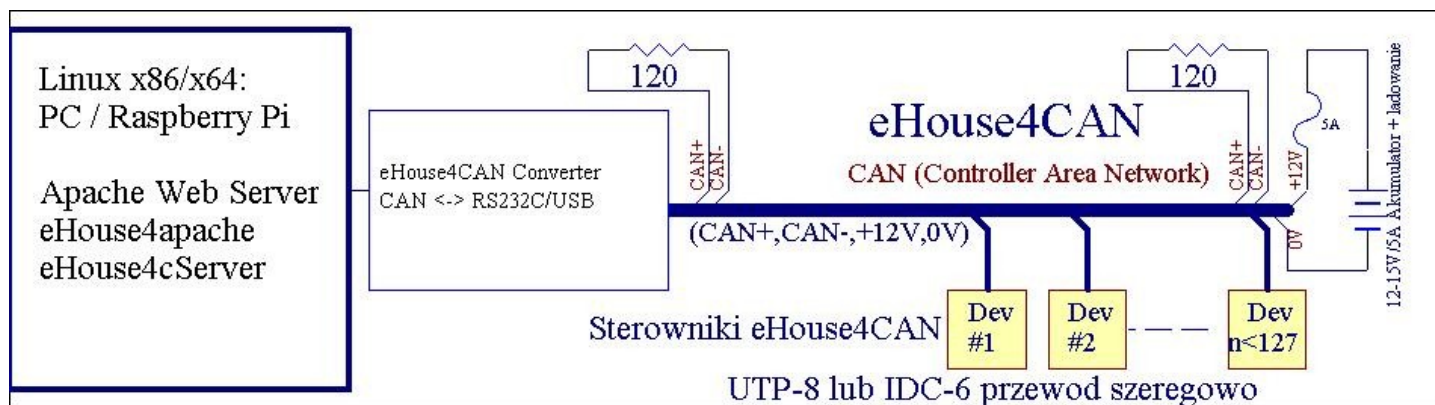 Linux x86/x64:
PC / Raspberry Pi
Apache Web Server
eHouse4apache
eHouse4cServer
eHouse4CAN Converter
CAN <-> RS232C/USB
120
CAN+
CAN-
120
CAN+
CAN-
eHouse4CAN
CAN (Controller Area Network)
(CAN+,CAN-,+12V,0V)
+12V
0V
5A
12-15V/5A Akumulator + ladowanie
Sterowniki eHouse4CAN
Dev
#1
Dev
#2
Dev
n<127
UTP-8 lub IDC-6 przewod szeregowo